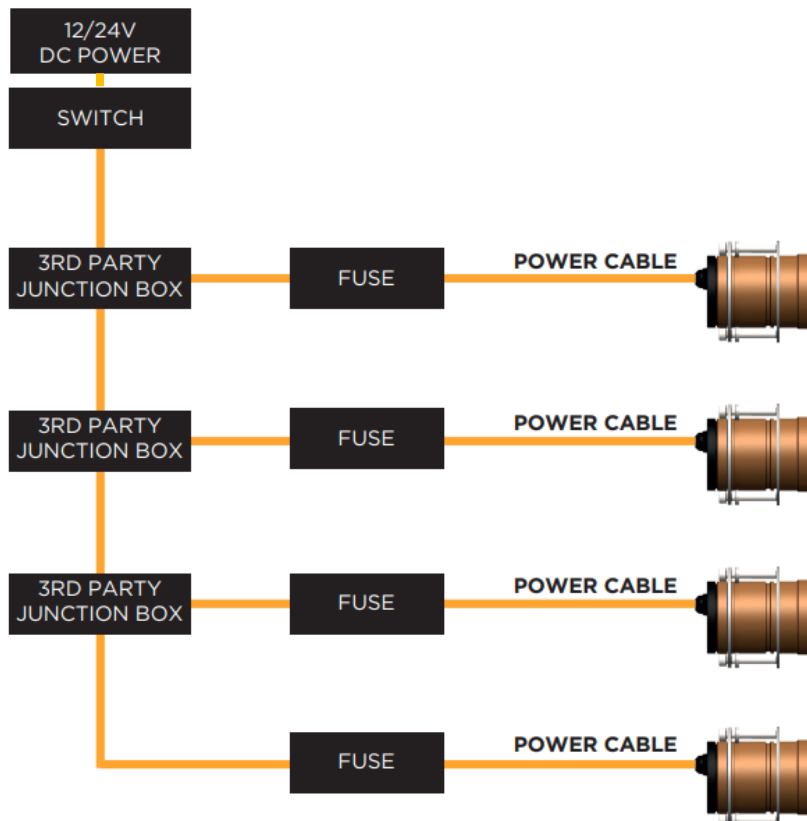 12/24V
DC POWER
SWITCH
3RD PARTY
JUNCTION BOX
FUSE
POWER CABLE
3RD PARTY
JUNCTION BOX
FUSE
POWER CABLE
3RD PARTY
JUNCTION BOX
FUSE
POWER CABLE
FUSE
POWER CABLE